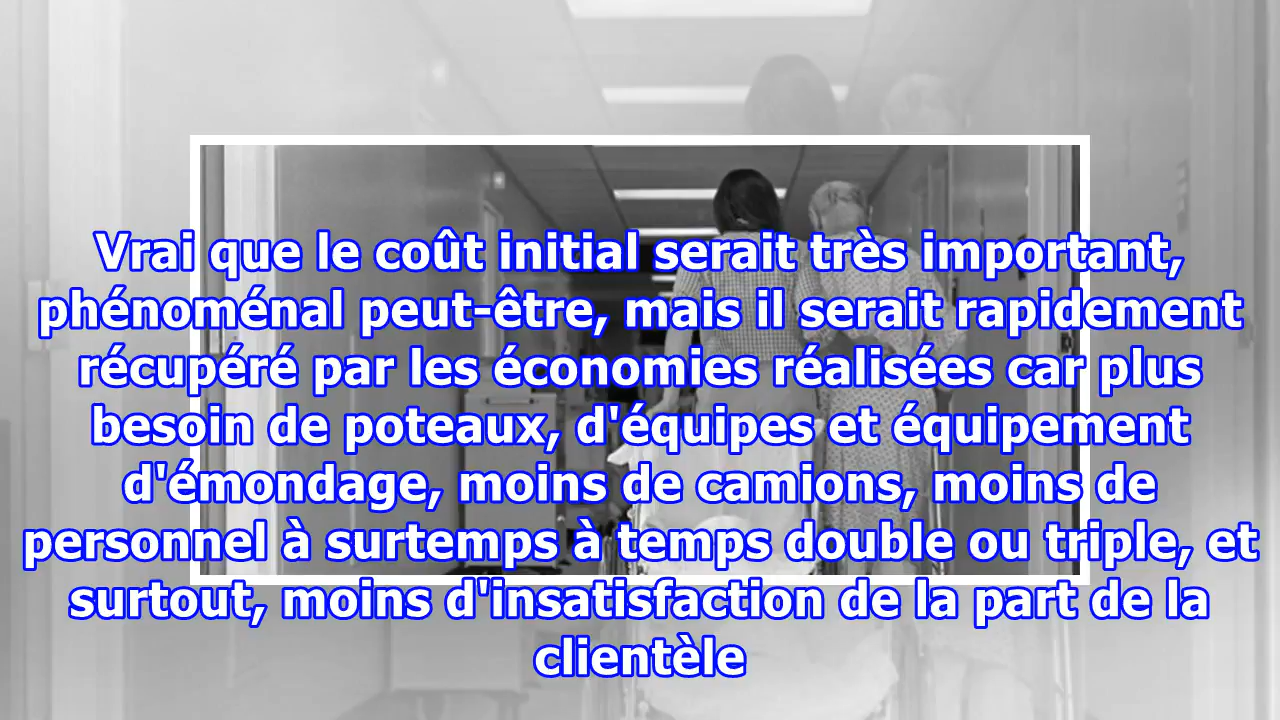 Vrai que le coût initial serait très important,
phénoménal peut-être, mais il serait rapidement
récupéré par les économies réalisées car plus
besoin de poteaux, d'équipes et équipement
d'émondage, moins de camions, moins de
personnel à surtemps à temps double ou triple, et
surtout, moins d'insatisfaction de la part de la
clientèle